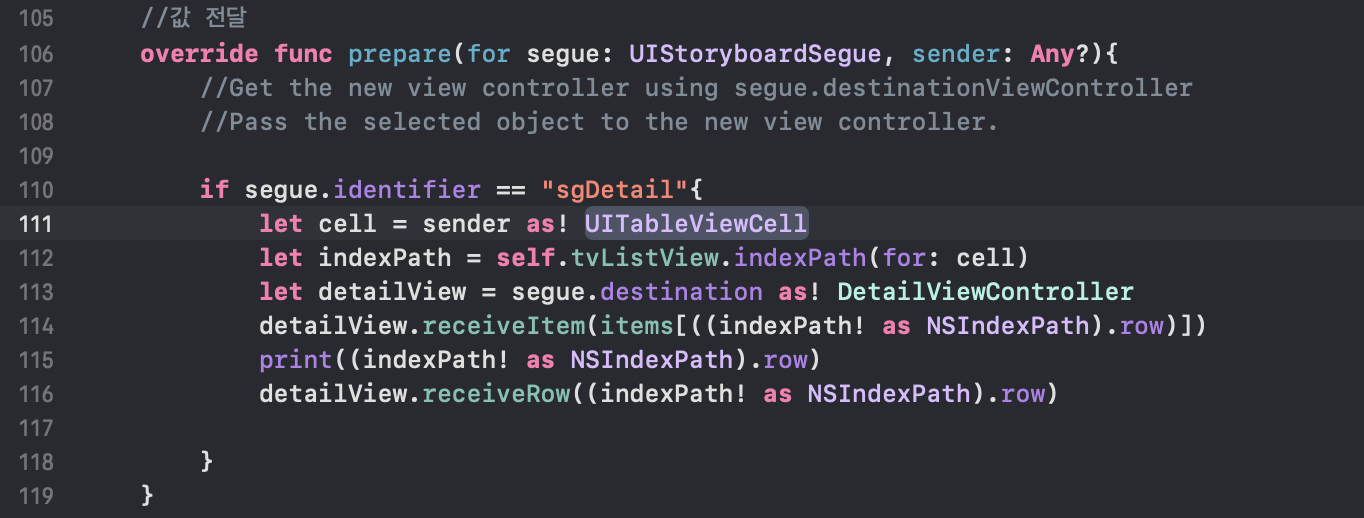 105 //값 전달
106 override func prepare(for segue: UIStoryboardSegue, sender: Any?){
107 //Get the new view controller using segue.destinationViewController
108 //Pass the selected object to the new view controller.
109
110 if segue.identifier == "sgDetail"{
111 let cell = sender as! UITableViewCell
112 let indexPath = self.tvListView.indexPath(for: cell)
113 let detailView = segue.destination as! DetailViewController
114 detailView.receiveItem(items[((indexPath! as NSIndexPath).row)])
115 print((indexPath! as NSIndexPath).row)
116 detailView.receiveRow((indexPath! as NSIndexPath).row)
117
118 }
119 }